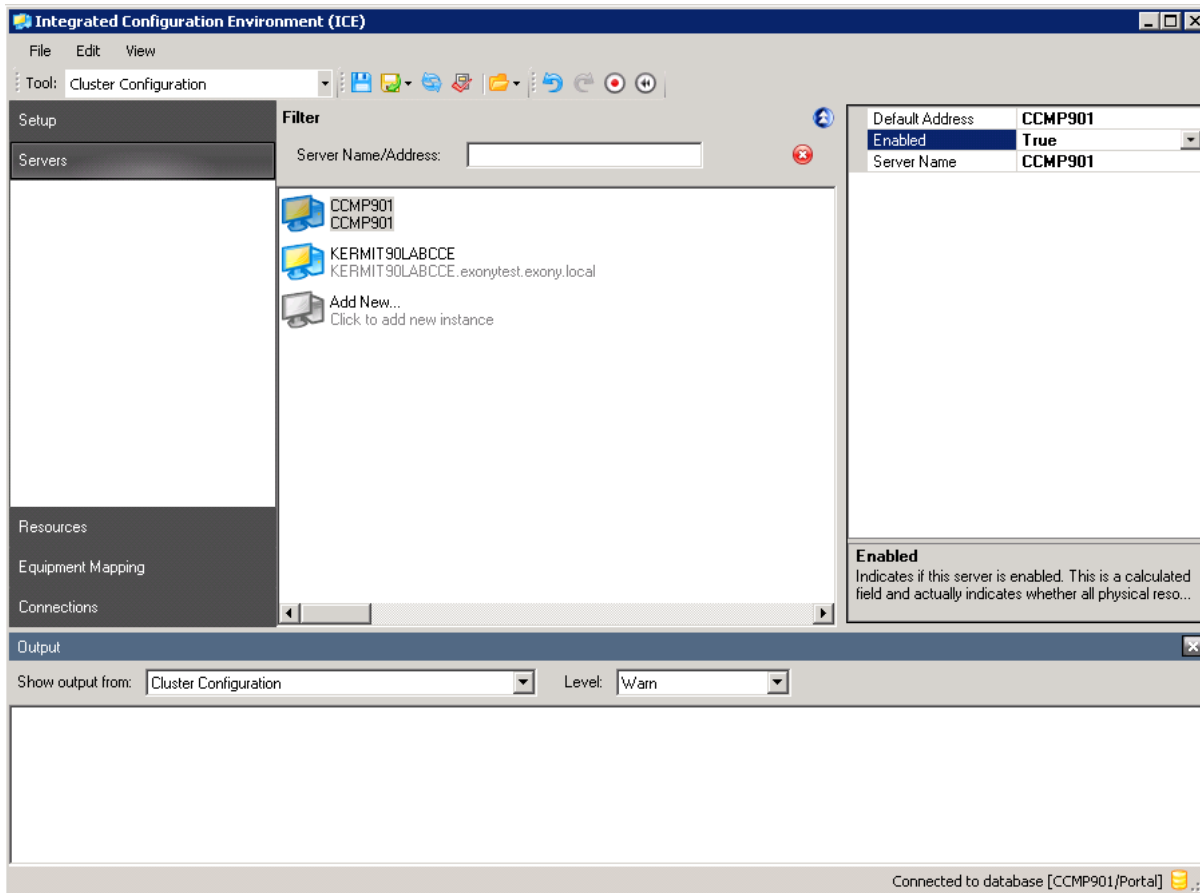 Integrated Configuration Environment (ICE)
File Edit View
Tool: Cluster Configuration
Setup
Servers
Resources
Equipment Mapping
Connections
Filter
Server Name/Address:
CCMP901
CCMP901
KERMIT90LABCCE
KERMIT90LABCCE.exonytest.exony.local
Add New...
Click to add new instance
Default Address CCMP901
Enabled True
Server Name CCMP901
Enabled
Indicates if this server is enabled. This is a calculated
field and actually indicates whether all physical reso...
Output
Show output from: Cluster Configuration Level: Warn
Connected to database [CCMP901/Portal]